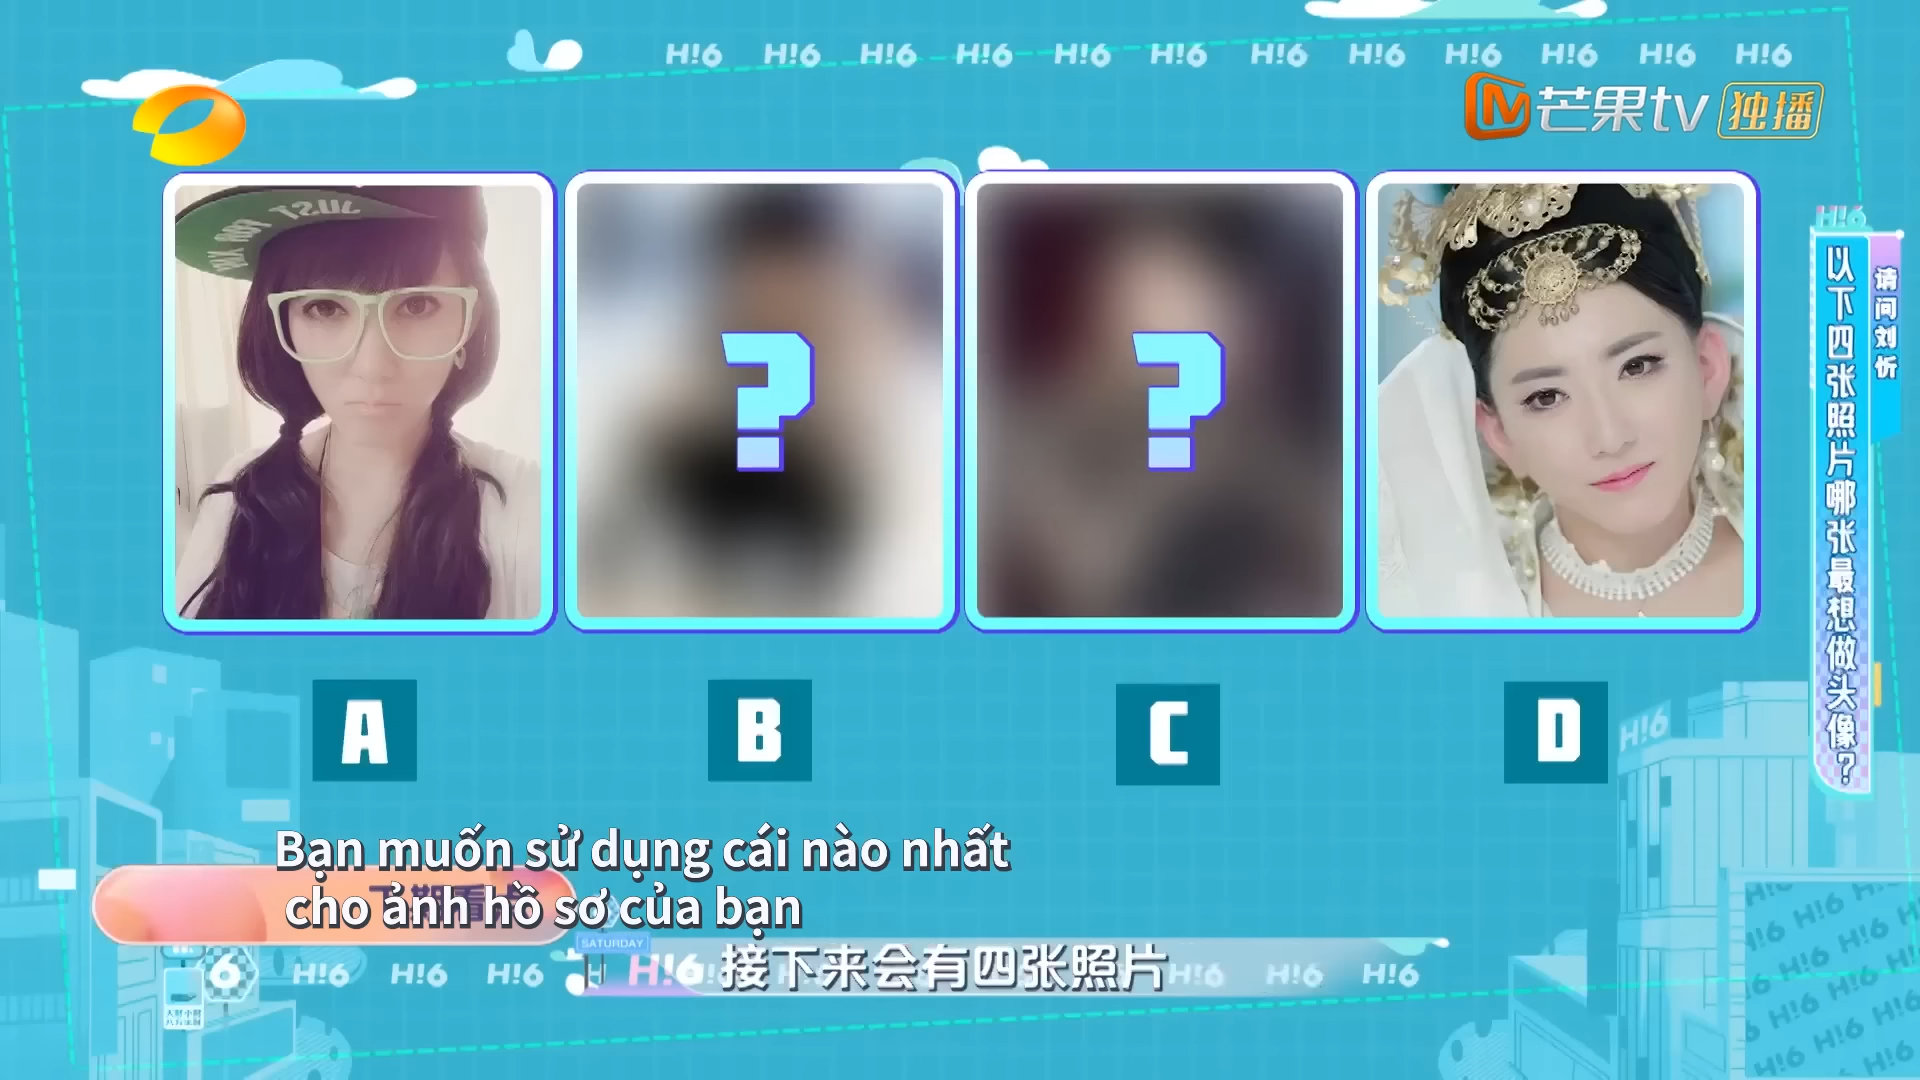 H!6 H!6 H!6 H!6 H!6 H!6 H!6 H!6 H!6 H!6 H!6 H!6
芒果tv 独播
JUST
H!6
请问刘忻
以下四张照片哪张最想做头像?
?
?
A
B
C
D
H!6
Bạn muốn sử dụng cái nào nhất
cho ảnh hồ sơ của bạn
SATURDAY
6 H!6 H!6 H!6 H!6 接下来会有四张照片 H!6 H!6 H!6